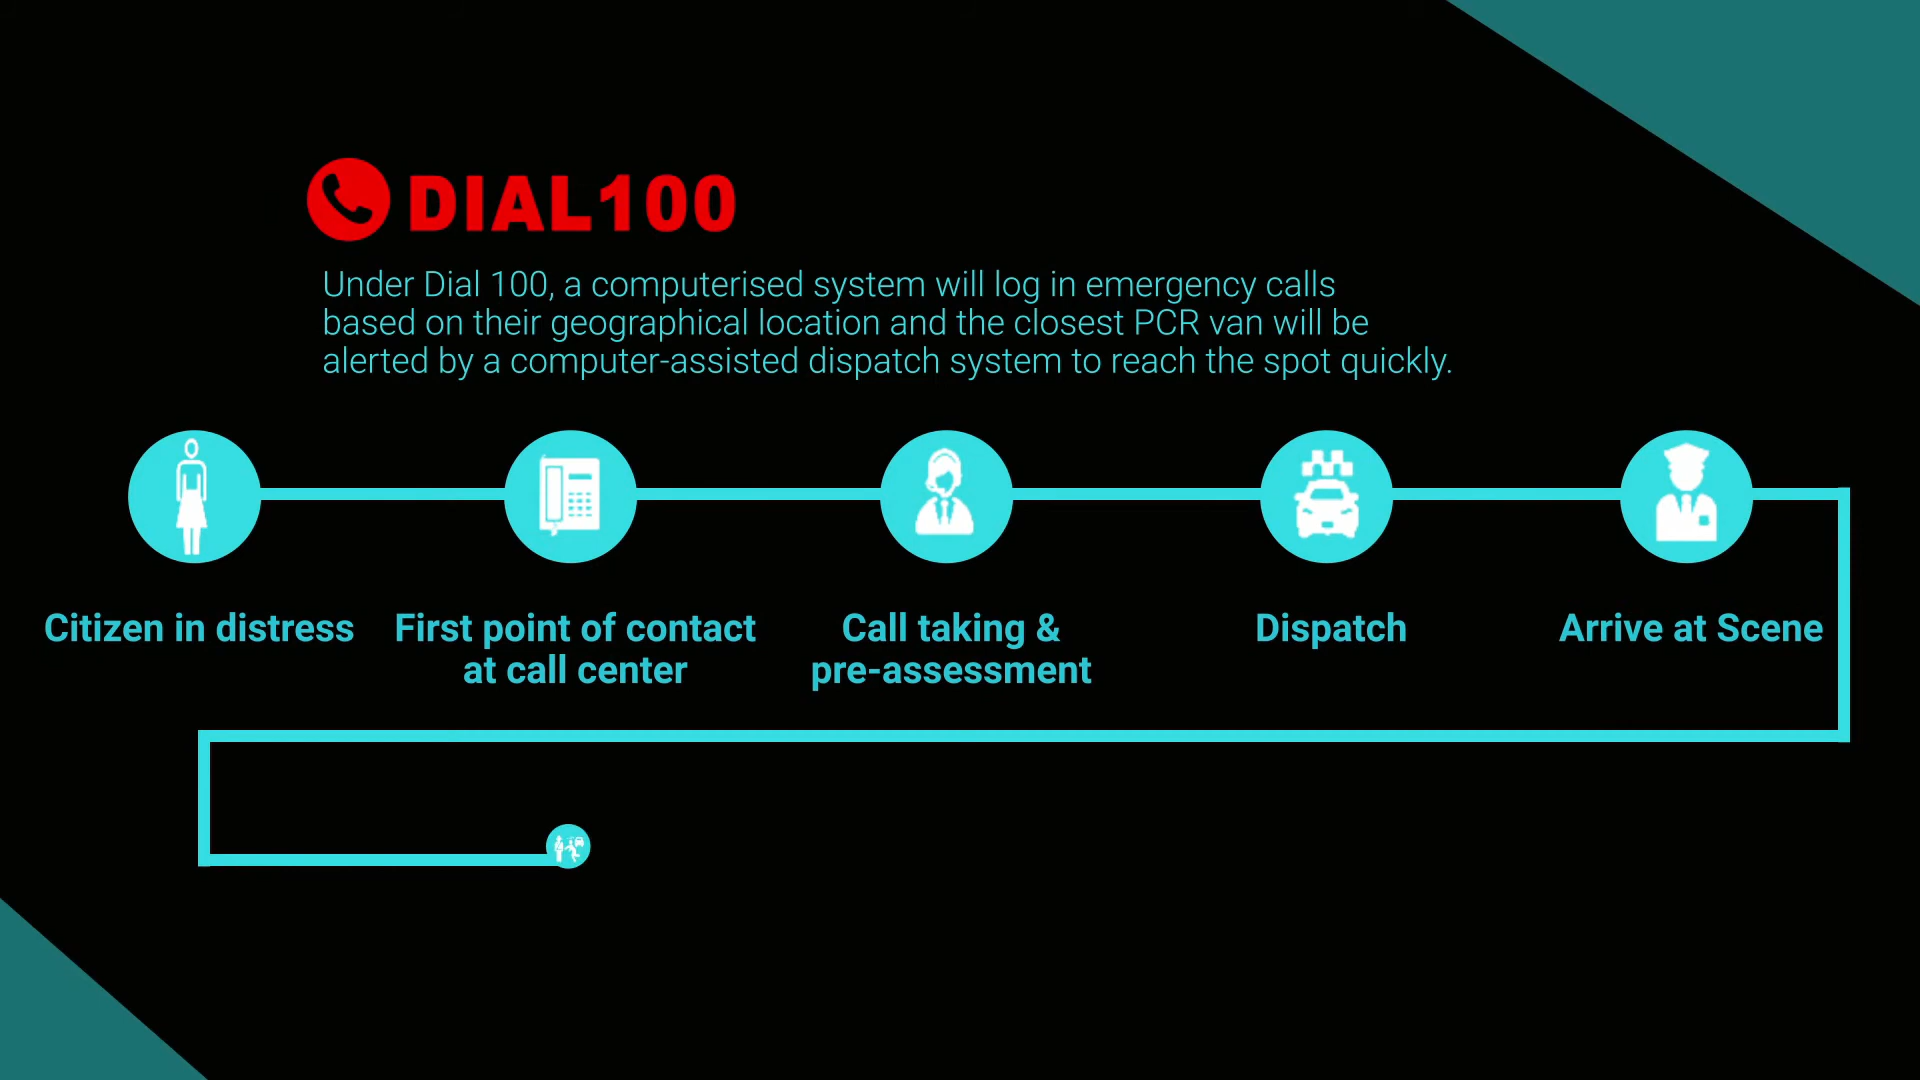 DIAL100
Under Dial 100, a computerised system will log in emergency calls
based on their geographical location and the closest PCR van will be
alerted by a computer-assisted dispatch system to reach the spot quickly.
Citizen in distress
First point of contact
at call center
Call taking &
pre-assessment
Dispatch
Arrive at Scene